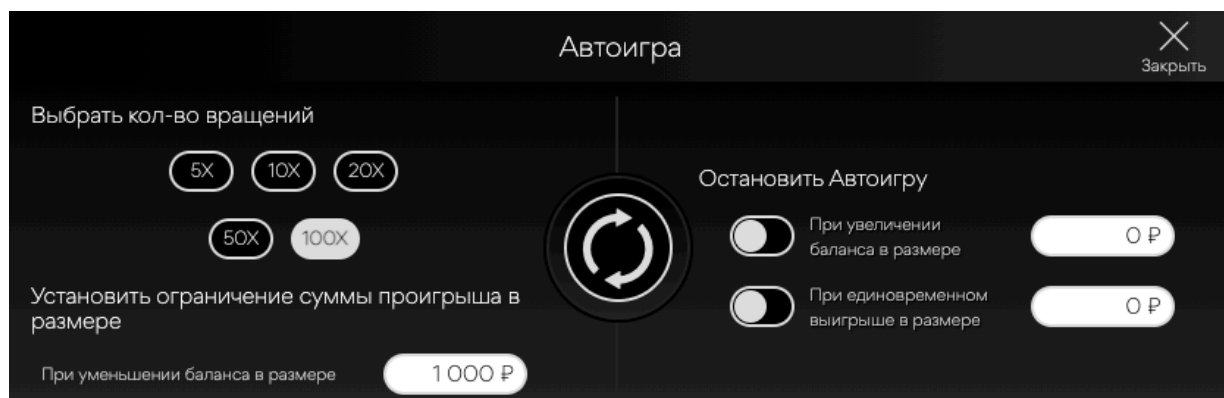 Автоигра
Закрыть
Выбрать кол-во вращений
5X 10X 20X
50X 100X
Установить ограничение суммы проигрыша в
размере
При уменьшении баланса в размере 1 000 ₽
Остановить Автоигру
При увеличении
баланса в размере
0 ₽
При единовременном
выигрыше в размере
0 ₽